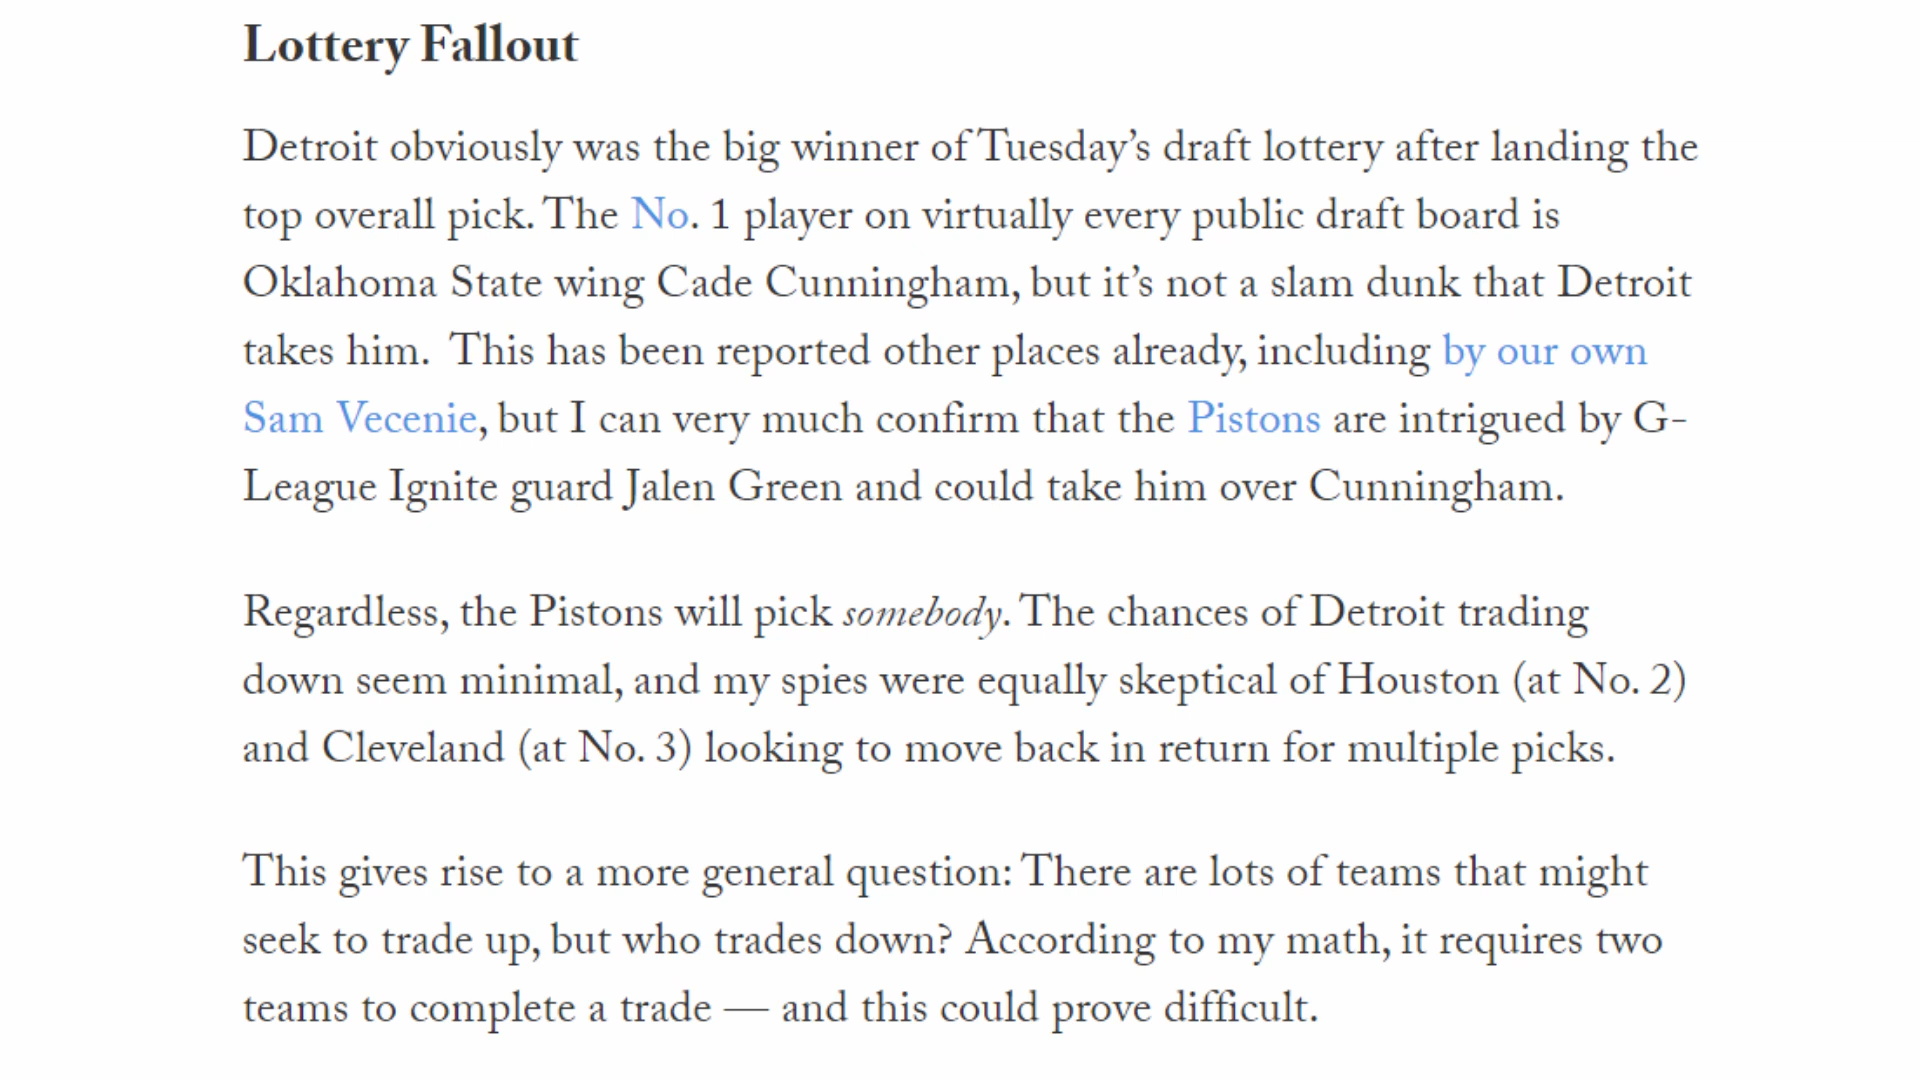 Lottery Fallout
Detroit obviously was the big winner of Tuesday’s draft lottery after landing the
top overall pick. The No. 1 player on virtually every public draft board is
Oklahoma State wing Cade Cunningham, but it’s not a slam dunk that Detroit
takes him.  This has been reported other places already, including by our own
Sam Vecenie, but I can very much confirm that the Pistons are intrigued by G-
League Ignite guard Jalen Green and could take him over Cunningham.
Regardless, the Pistons will pick somebody. The chances of Detroit trading
down seem minimal, and my spies were equally skeptical of Houston (at No. 2)
and Cleveland (at No. 3) looking to move back in return for multiple picks.
This gives rise to a more general question: There are lots of teams that might
seek to trade up, but who trades down? According to my math, it requires two
teams to complete a trade — and this could prove difficult.